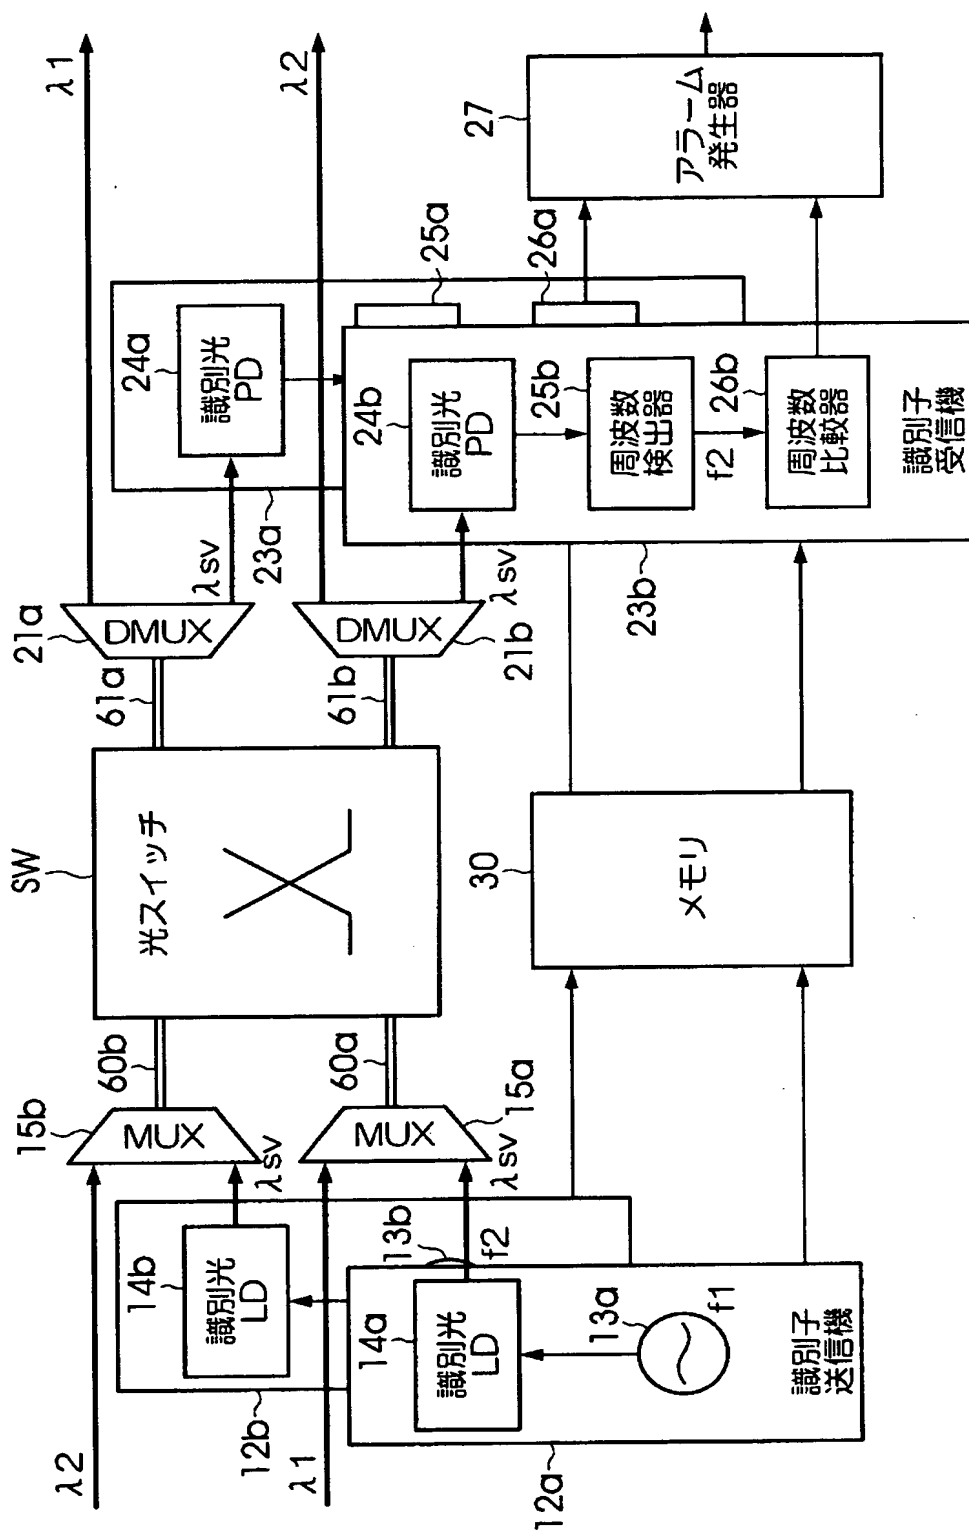 λ2
15b
MUX
60b
SW
光スイッチ
61a
21a
DMUX
λ1
λsv
14b
識別光
LD
12b
λ1
MUX
15a
60a
61b
DMUX
21b
λ2
λsv
23a
24a
識別光
PD
25a
26a
λsv
13b
f2
14a
識別光
LD
13a
f1
識別子
送信機
12a
30
メモリ
λsv
23b
24b
識別光
PD
25b
周波数
検出器
f2
26b
周波数
比較器
識別子
受信機
27
アラーム
発生器